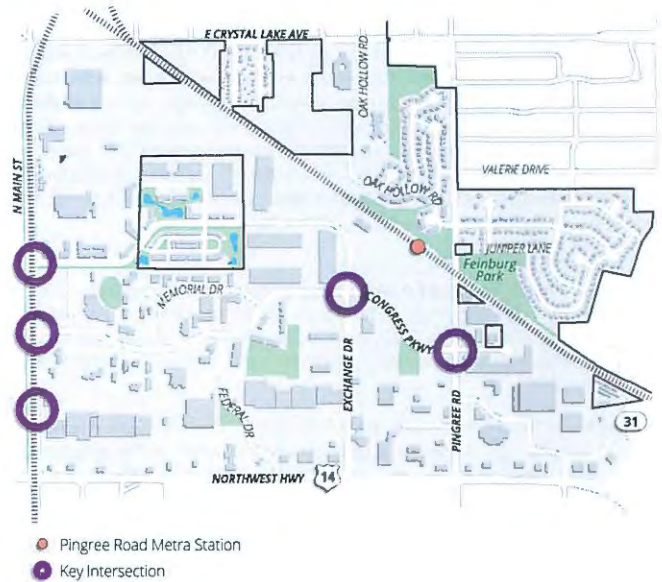 E CRYSTAL LAKE AVE
OAK HOLLOW RD
N MAIN ST
VALERIE DRIVE
OAK HOLLOW RD
JUNIPER LANE
Feinburg
Park
MEMORIAL DR
CONGRESS PKWY
EXCHANGE DR
PINGREE RD
FEDERAL DR
31
NORTHWEST HWY
14
Pingree Road Metra Station
Key Intersection